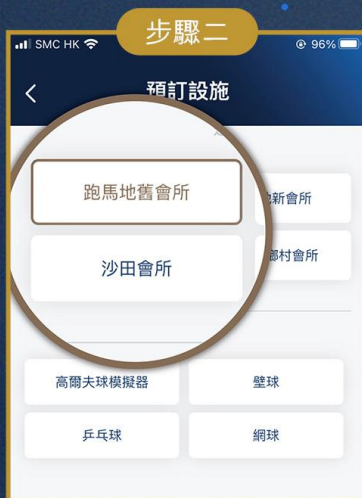 步驟二
SMC HK
96%
預訂設施
跑馬地舊會所
新會所
沙田會所
鄉村會所
高爾夫球模擬器
壁球
乒乓球
網球